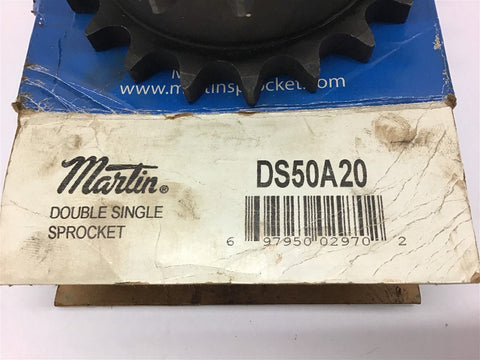 www.martinsprocket.com
Martin®
DS50A20
DOUBLE SINGLE
SPROCKET
6 97950 02970 2